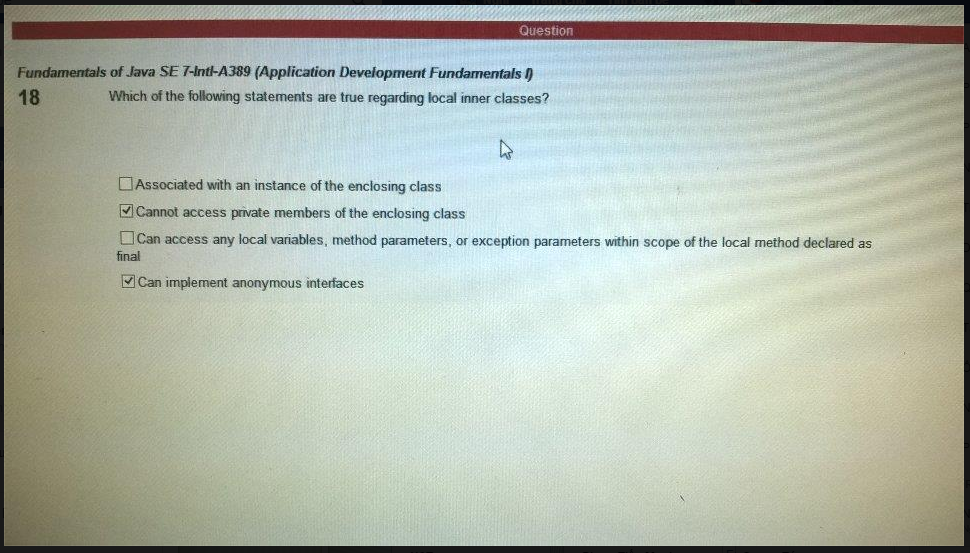 Question
Fundamentals of Java SE 7-Intl-A389 (Application Development Fundamentals I)
18 Which of the following statements are true regarding local inner classes?
Associated with an instance of the enclosing class
Cannot access private members of the enclosing class
Can access any local variables, method parameters, or exception parameters within scope of the local method declared as
final
Can implement anonymous interfaces